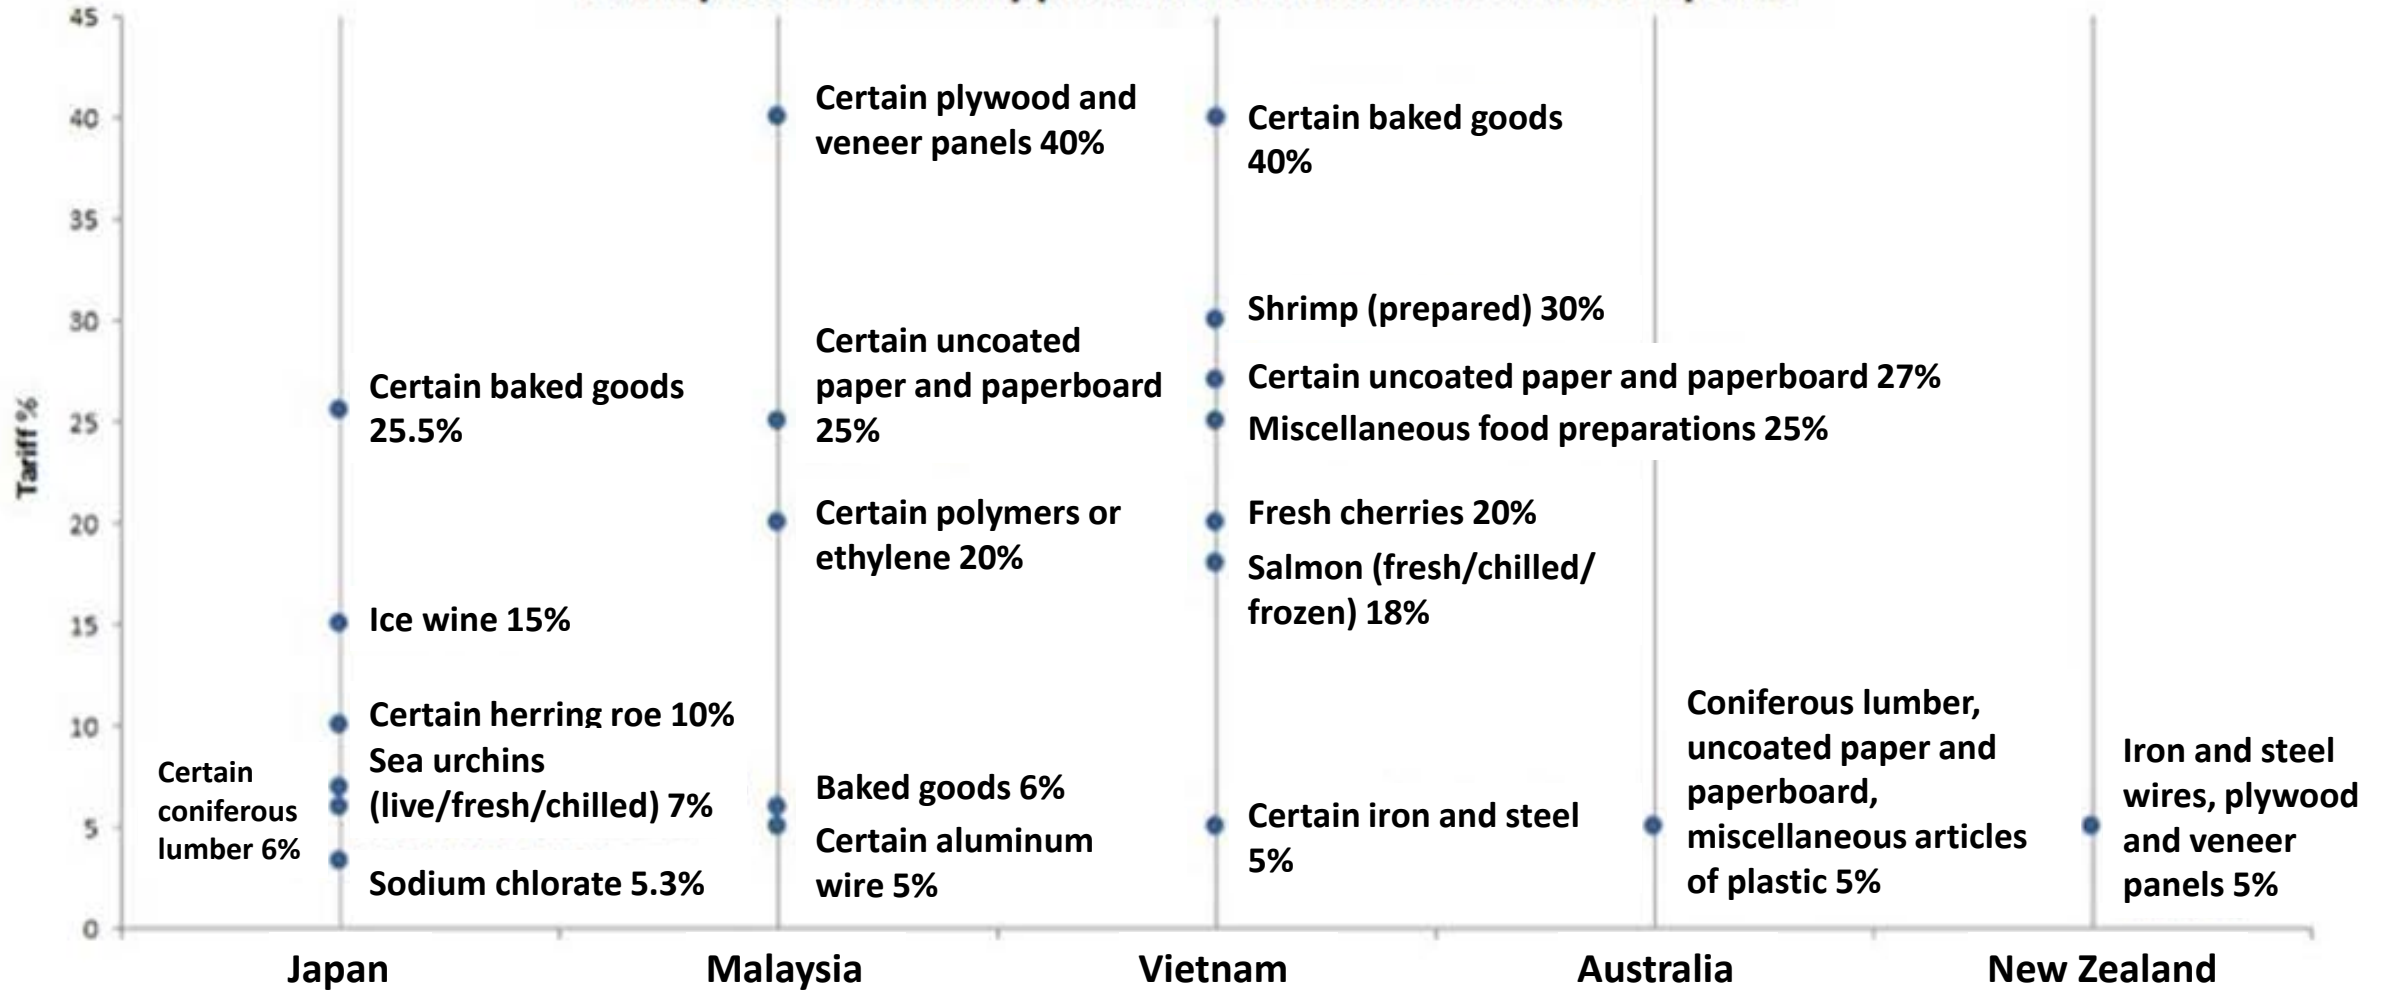 45
40
35
30
25
20
15
10
5
0
Tariff %
Certain baked goods
25.5%
Ice wine 15%
Certain herring roe 10%
Sea urchins
(live/fresh/chilled) 7%
Certain
coniferous
lumber 6%
Sodium chlorate 5.3%
Certain plywood and
veneer panels 40%
Certain uncoated
paper and paperboard
25%
Certain polymers or
ethylene 20%
Baked goods 6%
Certain aluminum
wire 5%
Certain baked goods
40%
Shrimp (prepared) 30%
Certain uncoated paper and paperboard 27%
Miscellaneous food preparations 25%
Fresh cherries 20%
Salmon (fresh/chilled/
frozen) 18%
Certain iron and steel
5%
Coniferous lumber,
uncoated paper and
paperboard,
miscellaneous articles
of plastic 5%
Iron and steel
wires, plywood
and veneer
panels 5%
Japan
Malaysia
Vietnam
Australia
New Zealand